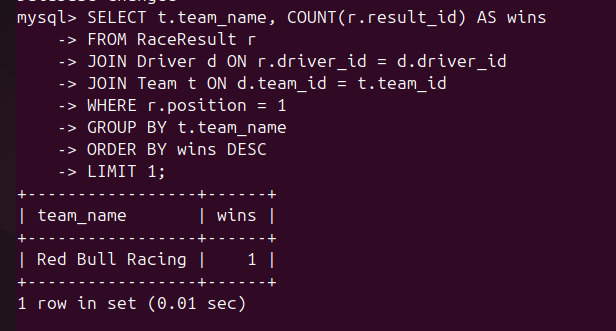 mysql> SELECT t.team_name, COUNT(r.result_id) AS wins
    -> FROM RaceResult r
    -> JOIN Driver d ON r.driver_id = d.driver_id
    -> JOIN Team t ON d.team_id = t.team_id
    -> WHERE r.position = 1
    -> GROUP BY t.team_name
    -> ORDER BY wins DESC
    -> LIMIT 1;
+-----------------+------+
| team_name       | wins |
+-----------------+------+
| Red Bull Racing |    1 |
+-----------------+------+
1 row in set (0.01 sec)